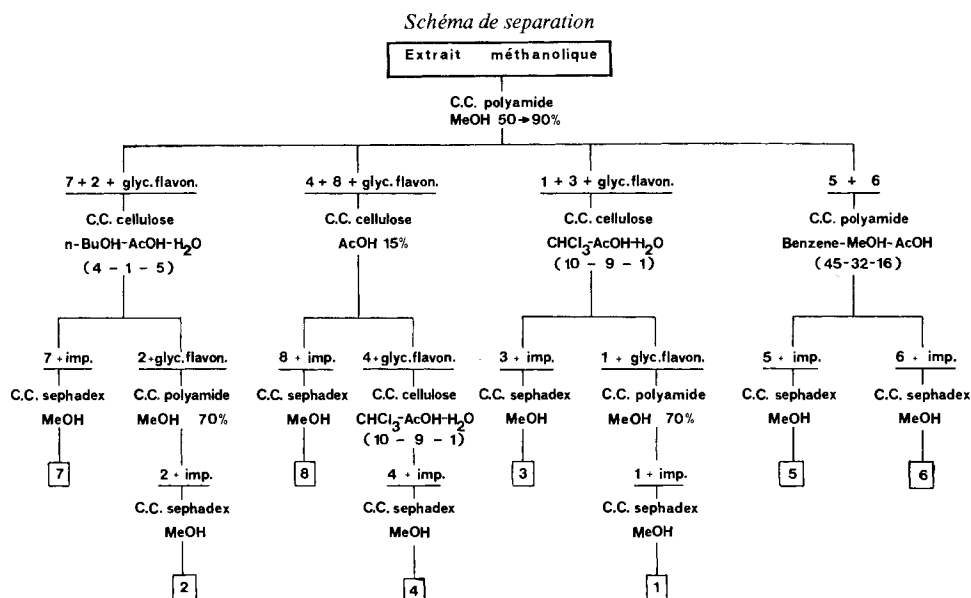 Schéma de separation
Extrait méthanolique
C.C. polyamide
MeOH 50→90%
7+2 + glyc.flavon.
C.C. cellulose
n-BuOH-AcOH-H2O
(4 - 1 - 5)
4 + 8 + glyc.flavon.
C.C. cellulose
AcOH 15%
1 + 3 + glyc.flavon.
C.C. cellulose
CHCl3-AcOH-H2O
(10 - 9 - 1)
5 + 6
C.C. polyamide
Benzene-MeOH-AcOH
(45-32-16)
7 + imp.
C.C. sephadex
MeOH
7
2+glyc.flavon.
C.C. polyamide
MeOH 70%
2 + imp.
C.C. sephadex
MeOH
2
8 + imp.
C.C. sephadex
MeOH
8
4+glyc.flavon.
C.C. cellulose
CHCl3-AcOH-H2O
(10 - 9 - 1)
4 + imp.
C.C. sephadex
MeOH
4
3 + imp.
C.C. sephadex
MeOH
3
1 + glyc.flavon.
C.C. polyamide
MeOH 70%
1 + imp.
C.C. sephadex
MeOH
1
5 + imp.
C.C. sephadex
MeOH
5
6 + imp.
C.C. sephadex
MeOH
6